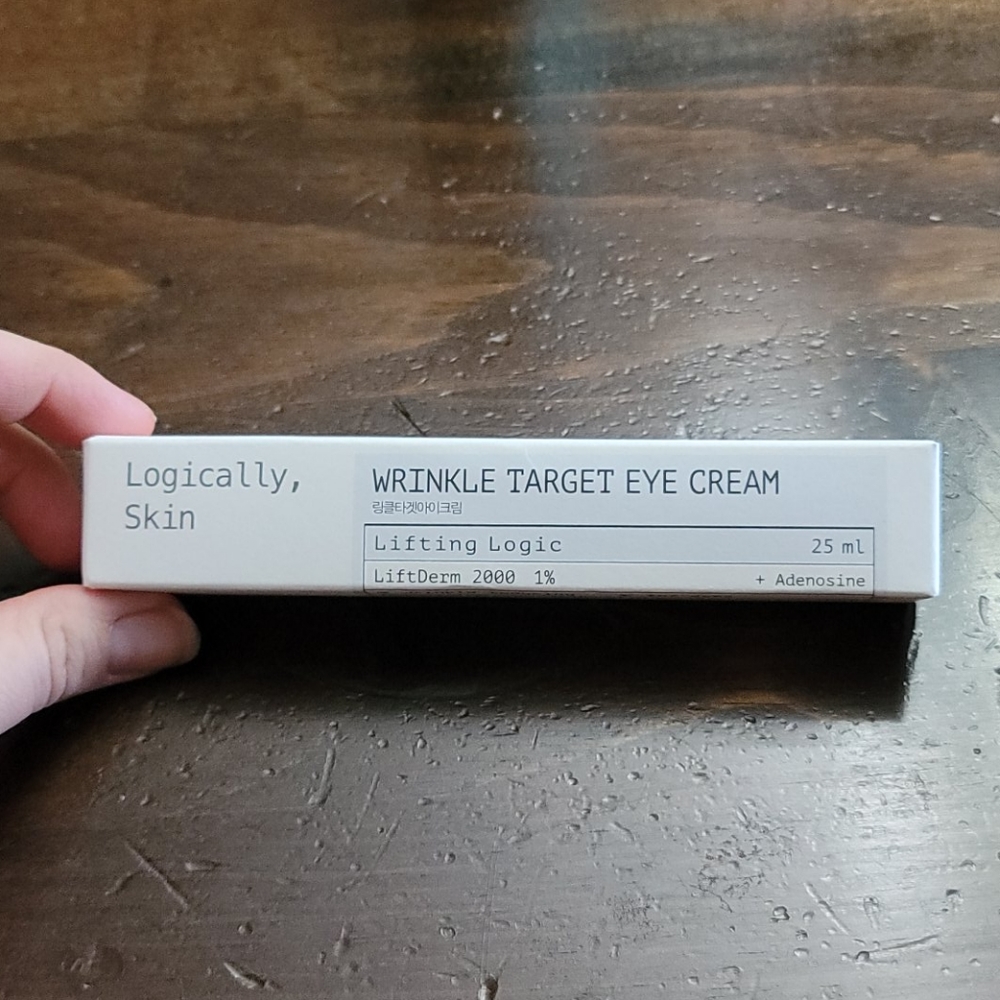 Logically,
Skin
WRINKLE TARGET EYE CREAM
링클타겟아이크림
Lifting Logic 25 ml
LiftDerm 2000 1% + Adenosine